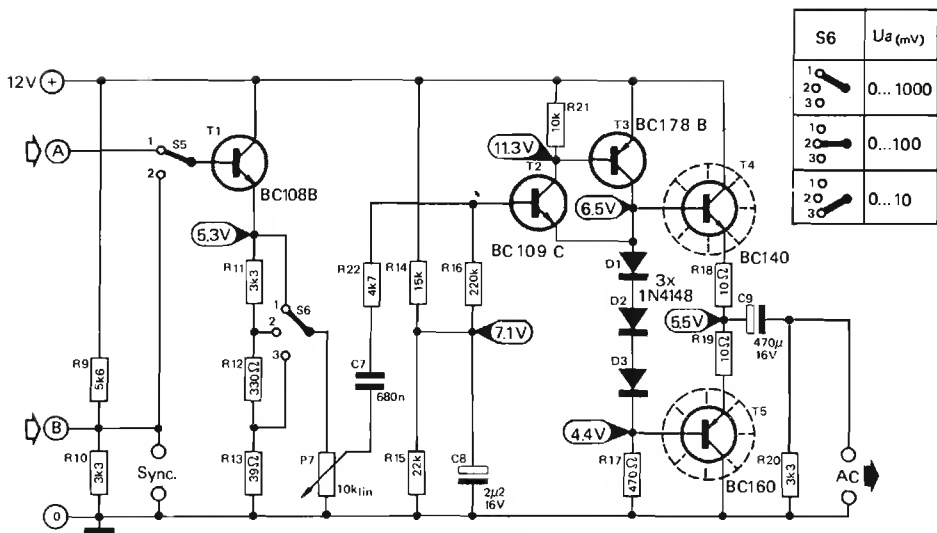 S6 Ua (mV)
1 2 3 0...1000
1 2 3 0...100
1 2 3 0...10
12V +
A
1 S5
2
T1
BC108B
5,3V
R11
3k3
1 S6
2
3
R12
330Ω
R13
39Ω
P7
10k lin
R9
5k6
B
R10
3k3
Sync.
0
R22
4k7
C7
680n
R14
15k
R15
22k
R16
220k
7.1V
C8
2µ2
16V
R21
10k
11.3V
T2
BC109C
T3
BC178 B
6.5V
D1
3x
1N4148
D2
D3
4.4V
R17
470Ω
T4
BC140
R18
10Ω
5,5V
R19
10Ω
C9
470µ
16V
T5
BC160
R20
3k3
AC